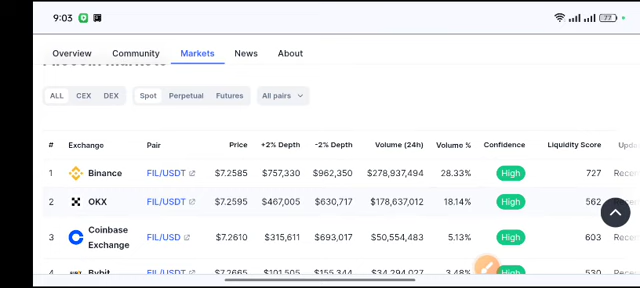 9:03 77
Overview Community Markets News About
ALL CEX DEX Spot Perpetual Futures All pairs
# Exchange Pair Price +2% Depth -2% Depth Volume (24h) Volume % Confidence Liquidity Score
1 Binance FIL/USDT $7.2585 $757,330 $962,350 $278,937,494 28.33% High 727
2 OKX FIL/USDT $7.2595 $467,005 $630,717 $178,637,012 18.14% High 562
3 Coinbase Exchange FIL/USD $7.2610 $315,611 $693,017 $50,554,483 5.13% High 603
4 Bybit FIL/USDT $7.2665 $101,505 $155,344 $34,294,027 3.48% High 530